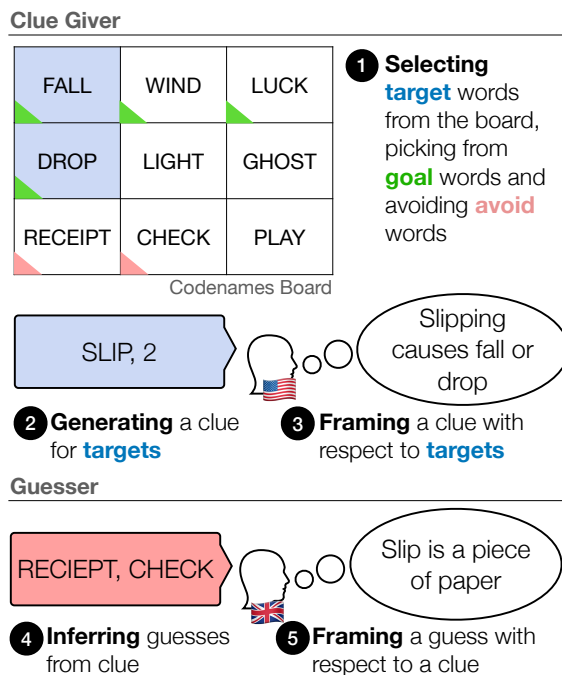 Clue Giver
FALL WIND LUCK
DROP LIGHT GHOST
RECEIPT CHECK PLAY
Codenames Board
1 Selecting
target words
from the board,
picking from
goal words and
avoiding avoid
words
SLIP, 2
Slipping
causes fall or
drop
2 Generating a clue
for targets
3 Framing a clue with
respect to targets
Guesser
RECIEPT, CHECK
Slip is a piece
of paper
4 Inferring guesses
from clue
5 Framing a guess with
respect to a clue